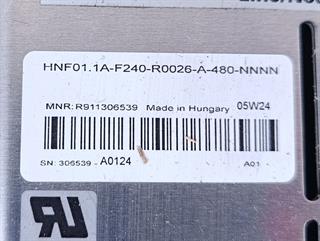 HNF01.1A-F240-R0026-A-480-NNNN
MNR: R911306539 Made in Hungary 05W24
SN: 306539 - A0124 A01